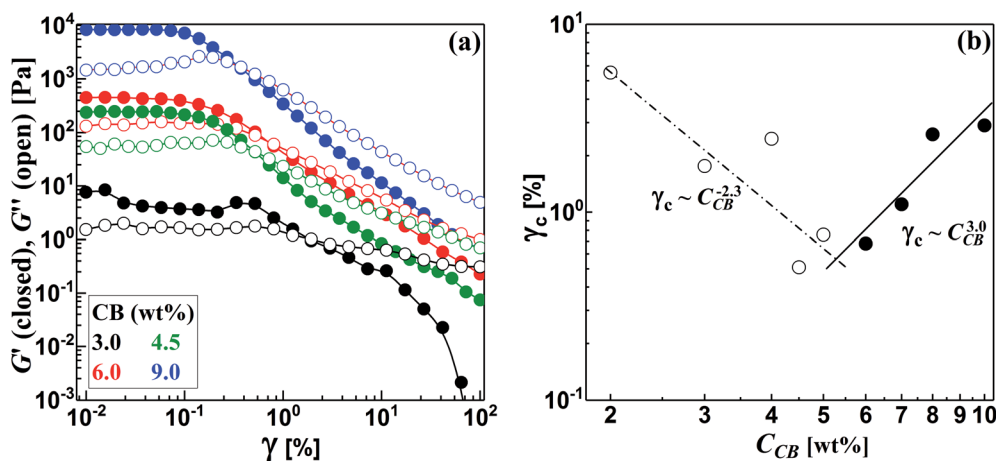 (a)
G' (closed), G'' (open) [Pa]
10^4
10^3
10^2
10^1
10^0
10^-1
10^-2
10^-3
CB (wt%)
3.0 4.5
6.0 9.0
10^-2 10^-1 10^0 10^1 10^2
γ [%]
(b)
γ_c [%]
10^1
10^0
10^-1
γ_c ~ C_CB^-2.3
γ_c ~ C_CB^3.0
2 3 4 5 6 7 8 9 10
C_CB [wt%]